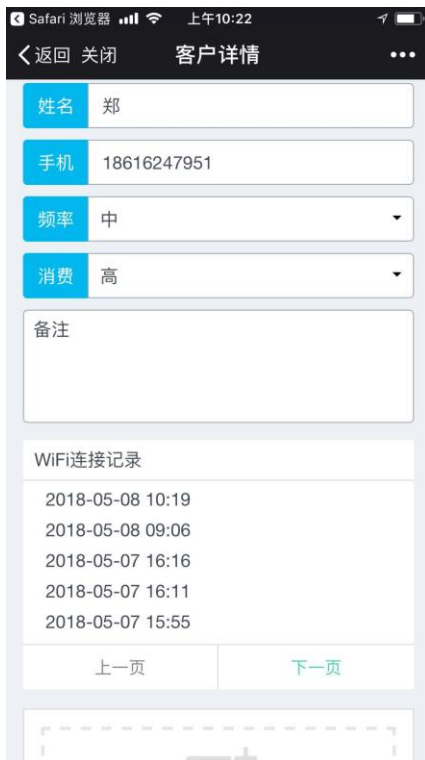 Safari 浏览器 上午10:22
返回 关闭 客户详情
姓名 郑
手机 18616247951
频率 中
消费 高
备注
WiFi连接记录
2018-05-08 10:19
2018-05-08 09:06
2018-05-07 16:16
2018-05-07 16:11
2018-05-07 15:55
上一页 下一页